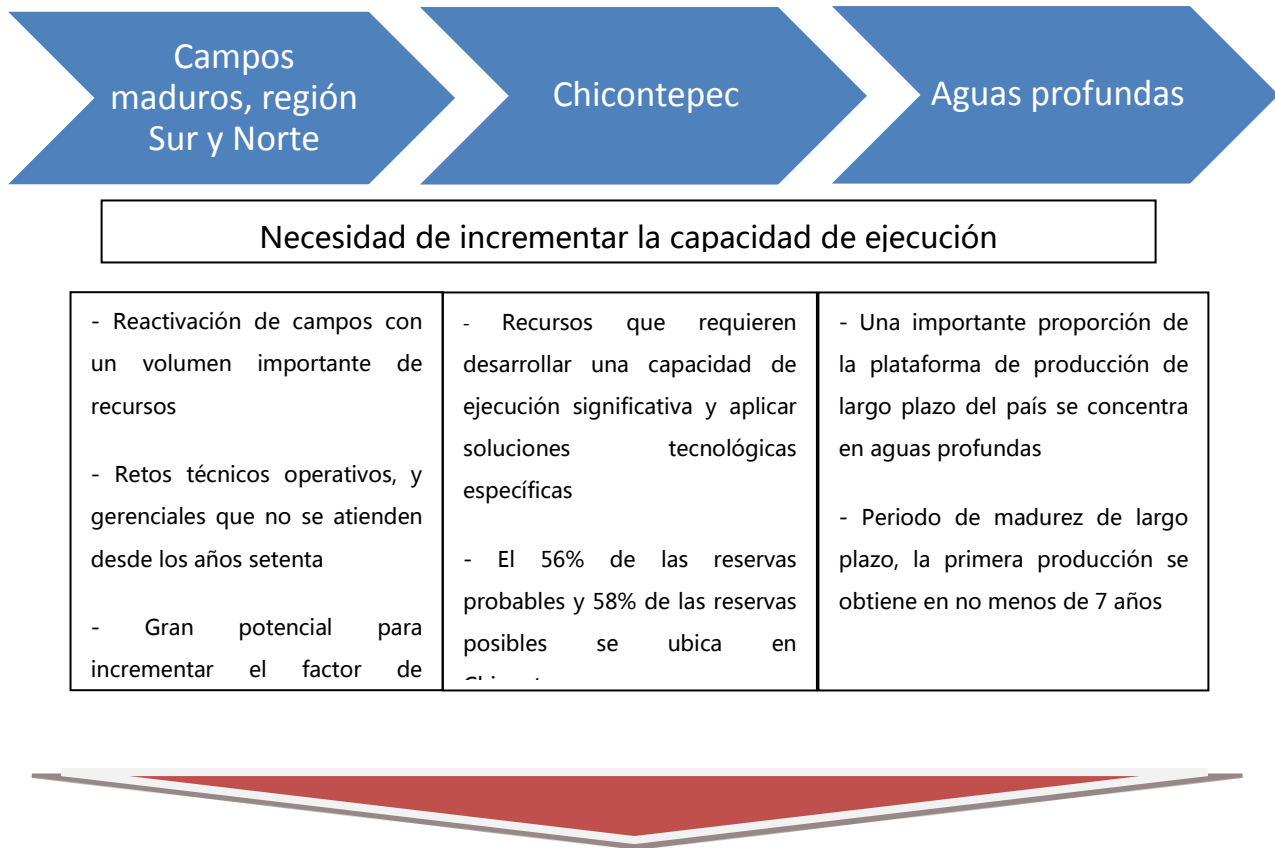 Campos
maduros, región
Sur y Norte
Chicontepec
Aguas profundas
Necesidad de incrementar la capacidad de ejecución
- Reactivación de campos con
un volumen importante de
recursos
- Retos técnicos operativos, y
gerenciales que no se atienden
desde los años setenta
- Gran potencial para
incrementar el factor de
- Recursos que requieren
desarrollar una capacidad de
ejecución significativa y aplicar
soluciones tecnológicas
específicas
- El 56% de las reservas
probables y 58% de las reservas
posibles se ubica en
- Una importante proporción de
la plataforma de producción de
largo plazo del país se concentra
en aguas profundas
- Periodo de madurez de largo
plazo, la primera producción se
obtiene en no menos de 7 años